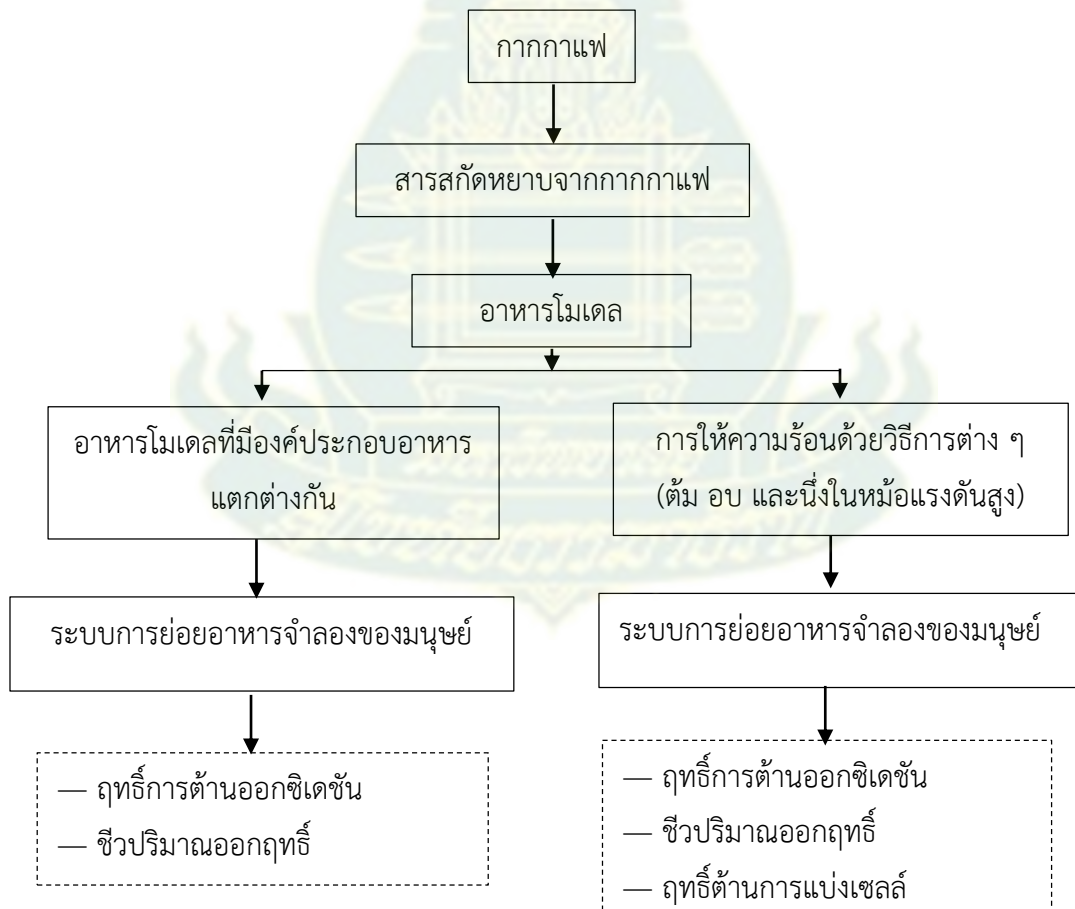 กากกาแฟ
สารสกัดหยาบจากกากกาแฟ
อาหารโมเดล
อาหารโมเดลที่มีองค์ประกอบอาหาร
แตกต่างกัน
การให้ความร้อนด้วยวิธีการต่าง ๆ
(ต้ม อบ และนึ่งในหม้อแรงดันสูง)
ระบบการย่อยอาหารจำลองของมนุษย์
ระบบการย่อยอาหารจำลองของมนุษย์
— ฤทธิ์การต้านออกซิเดชัน
— ชีวปริมาณออกฤทธิ์
— ฤทธิ์การต้านออกซิเดชัน
— ชีวปริมาณออกฤทธิ์
— ฤทธิ์ต้านการแบ่งเซลล์